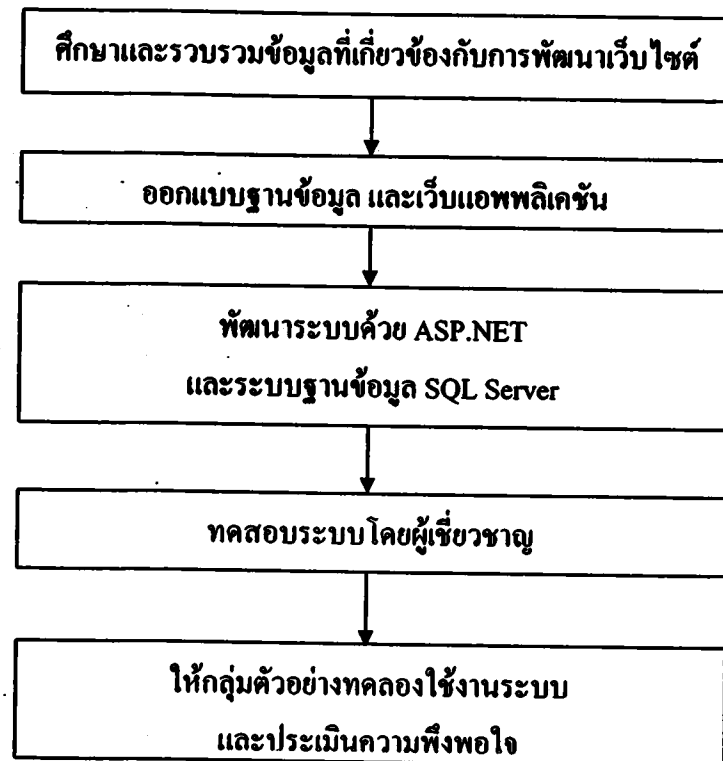 ศึกษาและรวบรวมข้อมูลที่เกี่ยวข้องกับการพัฒนาเว็บไซต์
ออกแบบฐานข้อมูล และเว็บแอพพลิเคชัน
พัฒนาระบบด้วย ASP.NET
และระบบฐานข้อมูล SQL Server
ทดสอบระบบโดยผู้เชี่ยวชาญ
ให้กลุ่มตัวอย่างทดลองใช้งานระบบ
และประเมินความพึงพอใจ